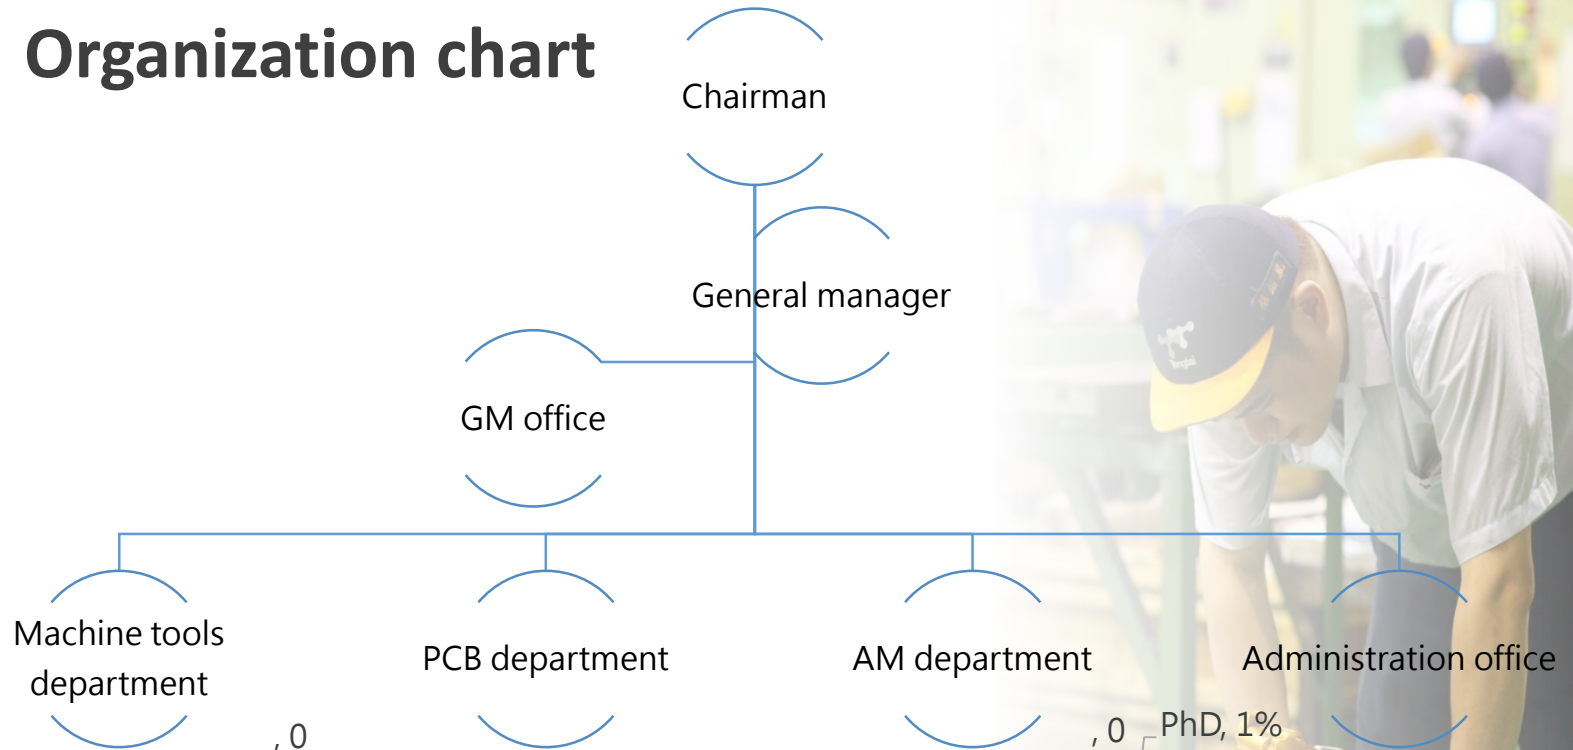 Organization chart
Chairman
General manager
GM office
Machine tools
department
PCB department
AM department
Administration office
, 0
, 0
PhD, 1%
Tongtai